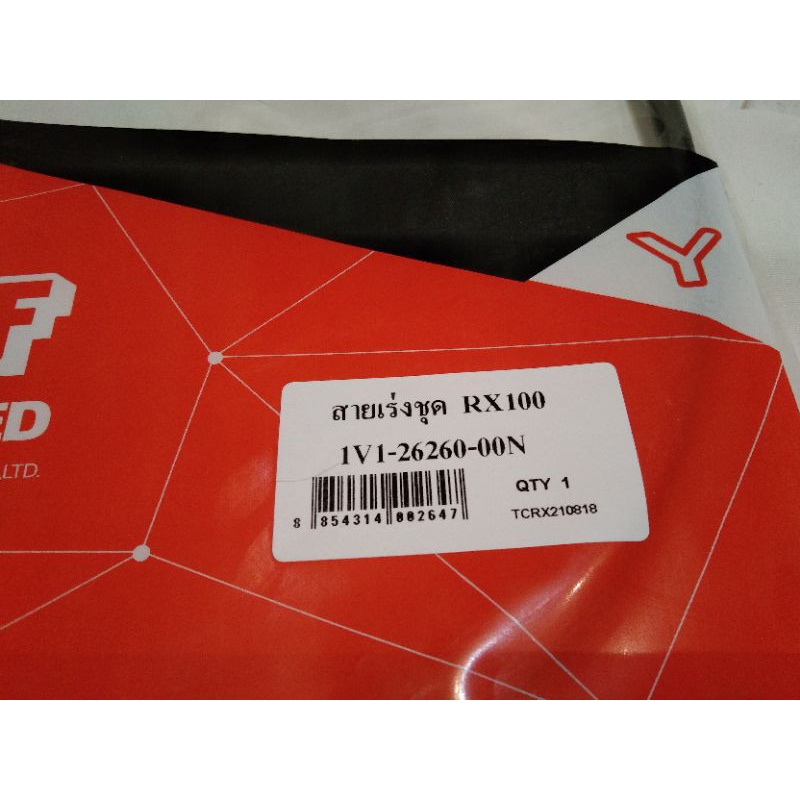 Y
F
ED
,LTD.
สายเร่งชุด RX100
1V1-26260-00N
QTY 1
8 854314 002647
TCRX210818